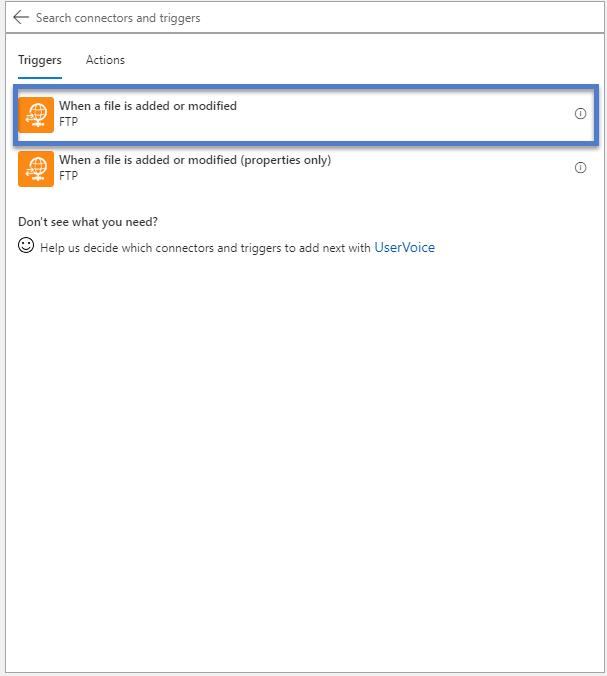 Search connectors and triggers
Triggers Actions
When a file is added or modified
FTP
When a file is added or modified (properties only)
FTP
Don't see what you need?
Help us decide which connectors and triggers to add next with UserVoice